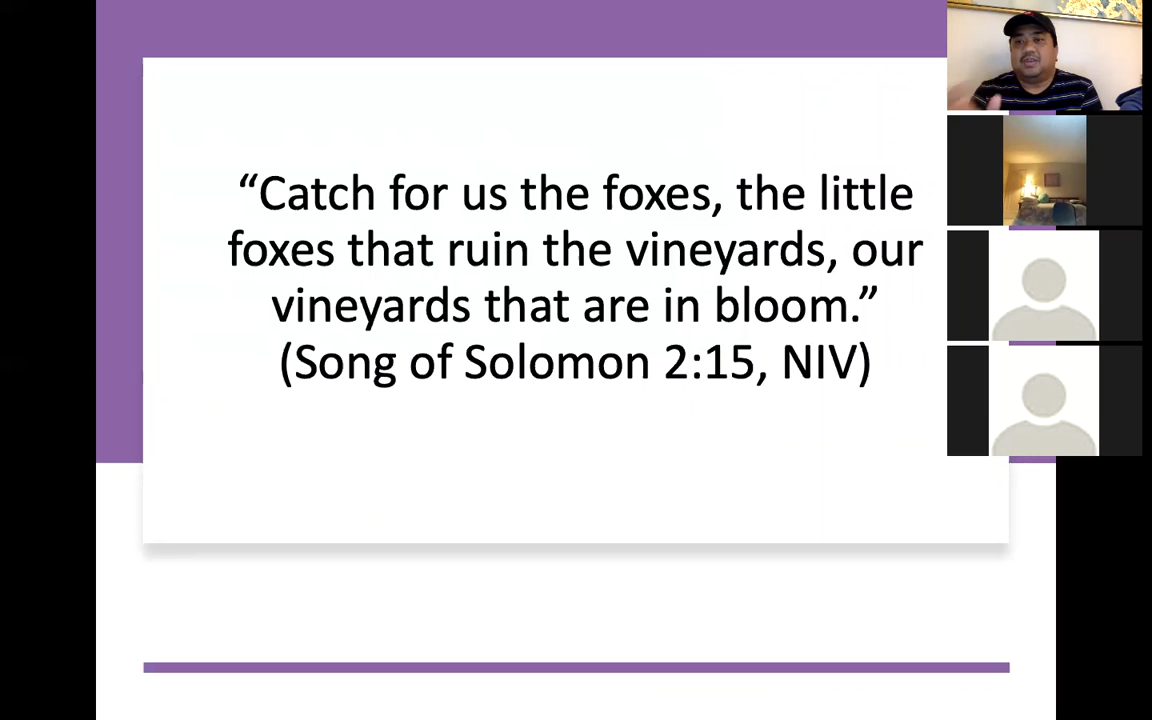 “Catch for us the foxes, the little
foxes that ruin the vineyards, our
vineyards that are in bloom.”
(Song of Solomon 2:15, NIV)